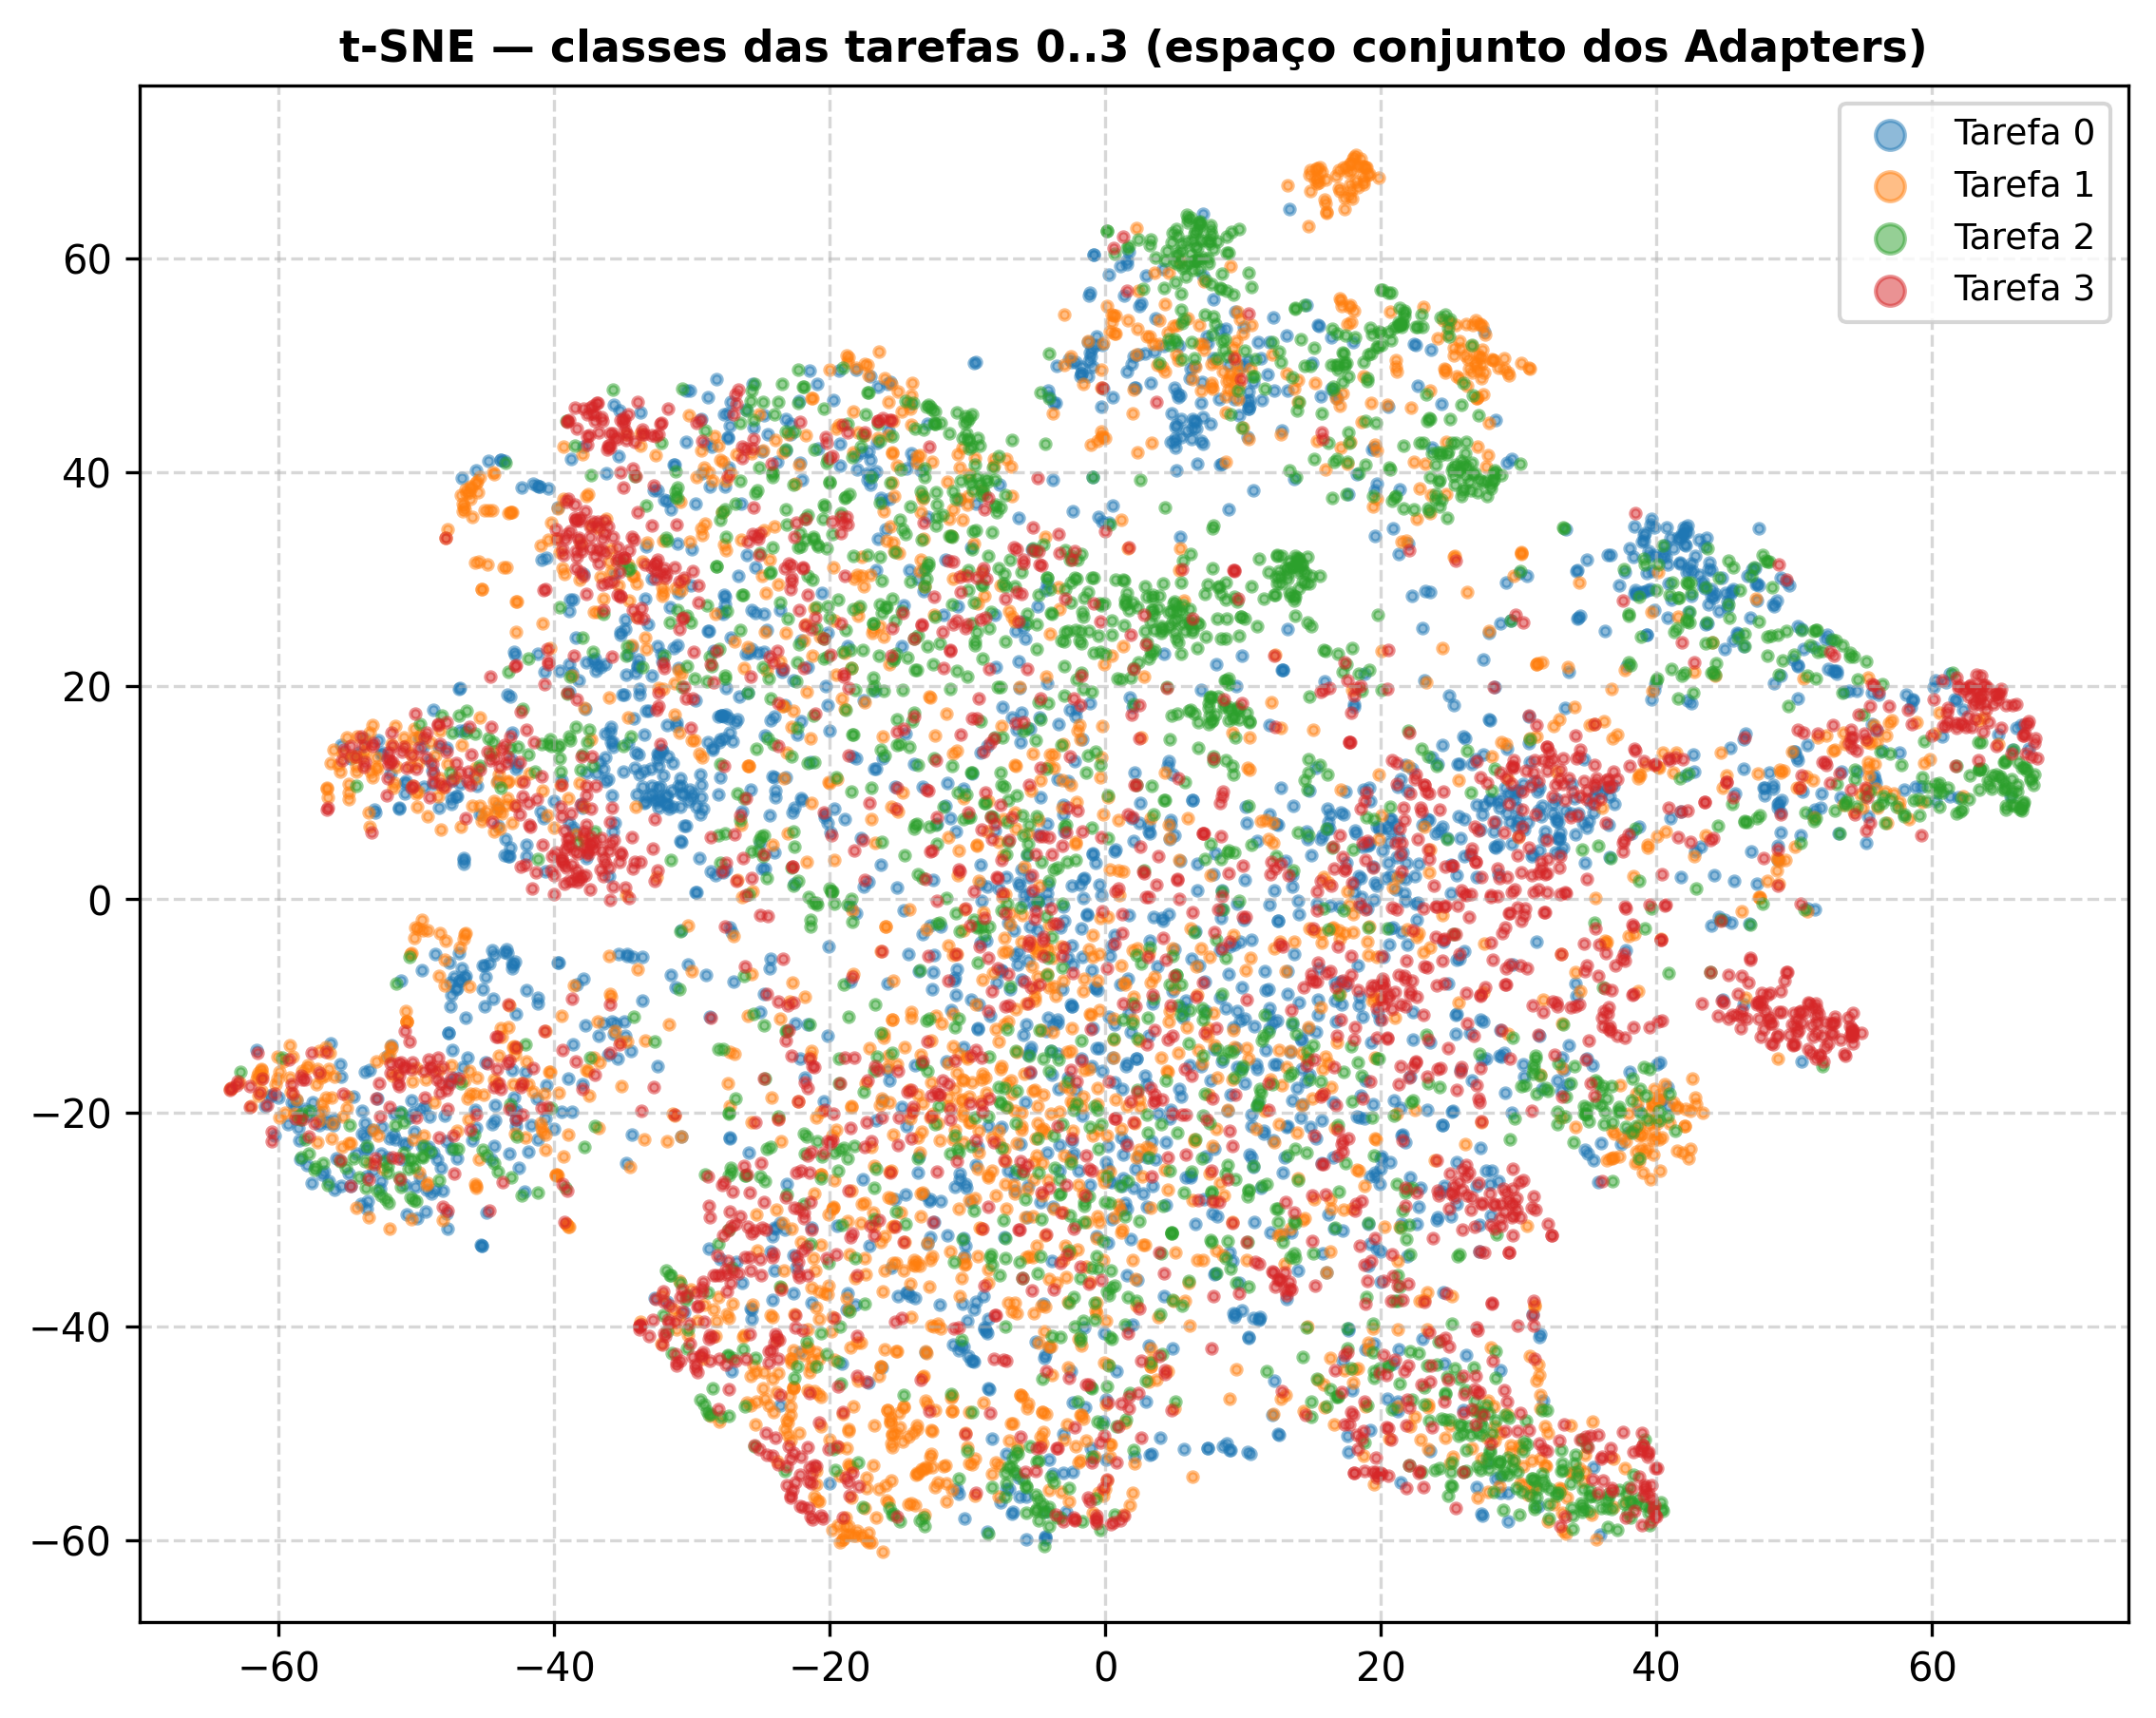 t-SNE — classes das tarefas 0..3 (espaço conjunto dos Adapters)
Tarefa 0
Tarefa 1
Tarefa 2
Tarefa 3
60
40
20
0
−20
−40
−60
−60 −40 −20 0 20 40 60